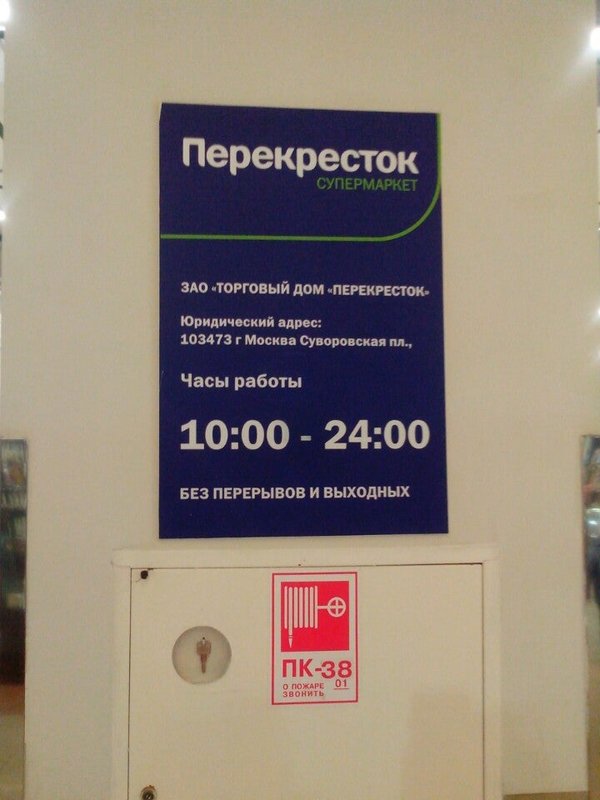 Перекресток
СУПЕРМАРКЕТ
ЗАО «ТОРГОВЫЙ ДОМ «ПЕРЕКРЕСТОК»
Юридический адрес:
103473 г Москва Суворовская пл.,
Часы работы
10:00 - 24:00
БЕЗ ПЕРЕРЫВОВ И ВЫХОДНЫХ
ПК-38
О ПОЖАРЕ
ЗВОНИТЬ 01